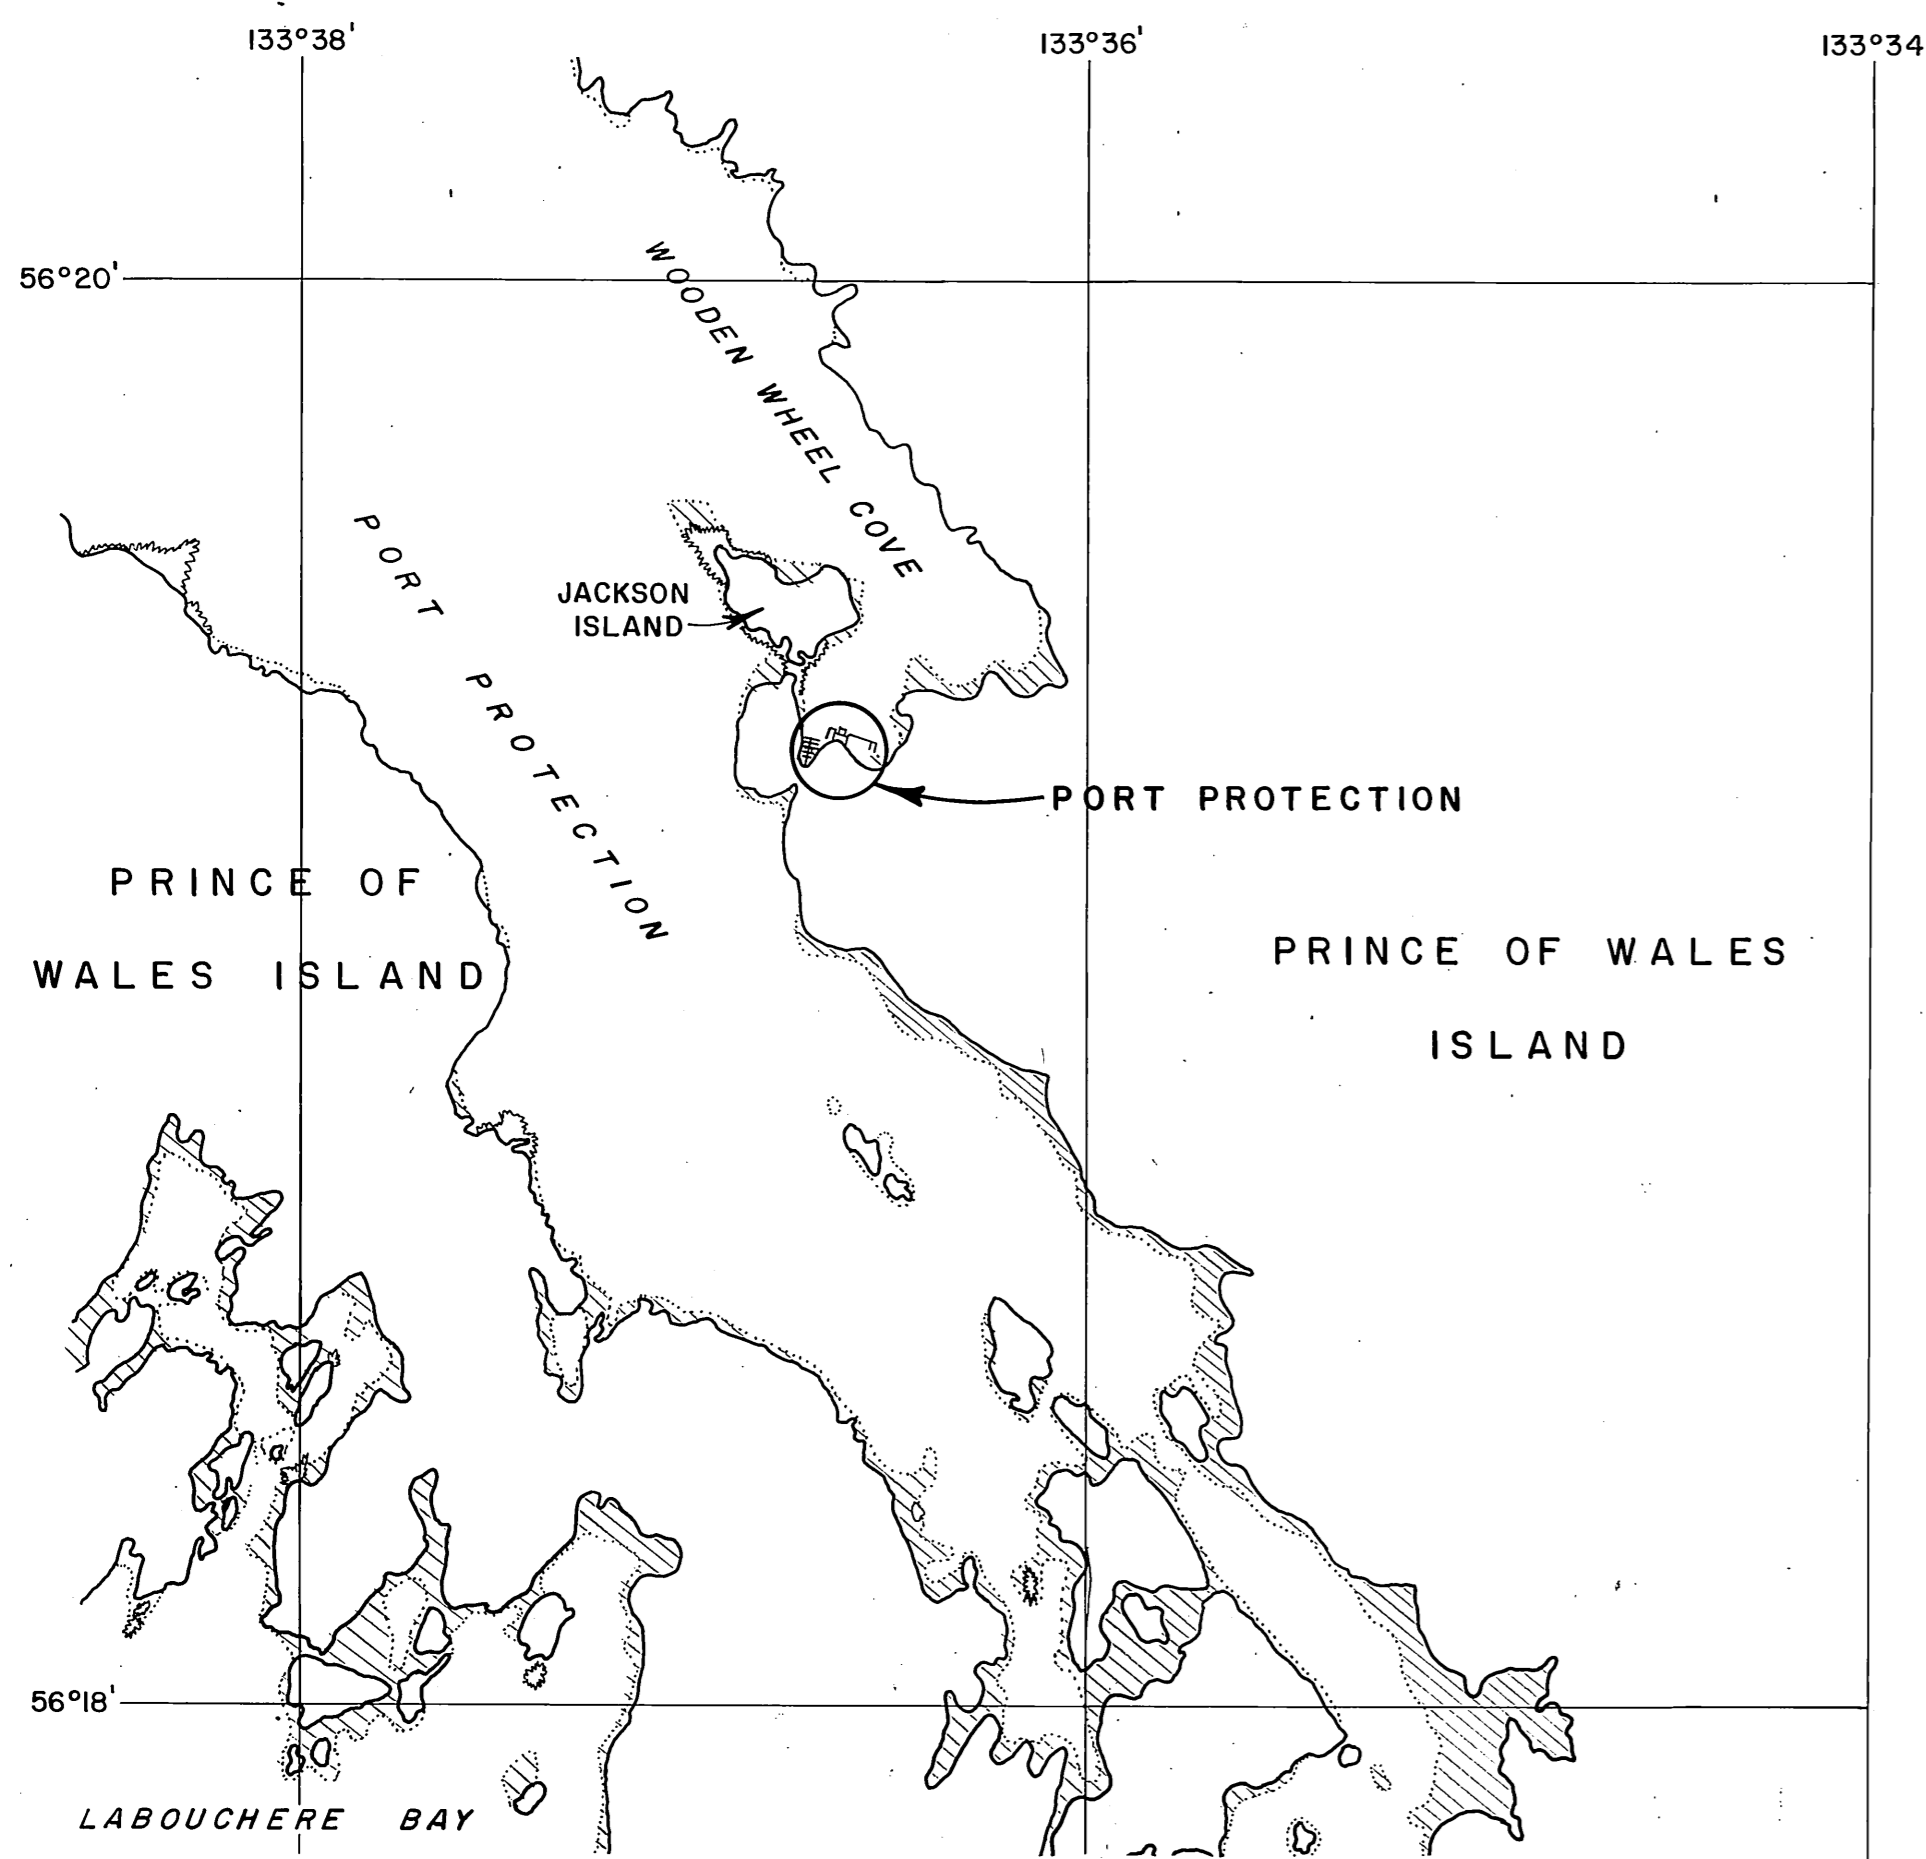 133°38'
133°36'
133°34
56°20'
WOODEN WHEEL COVE
PORT PROTECTION
JACKSON
ISLAND
PORT PROTECTION
PRINCE OF
WALES ISLAND
PRINCE OF WALES
ISLAND
56°18'
LABOUCHERE BAY